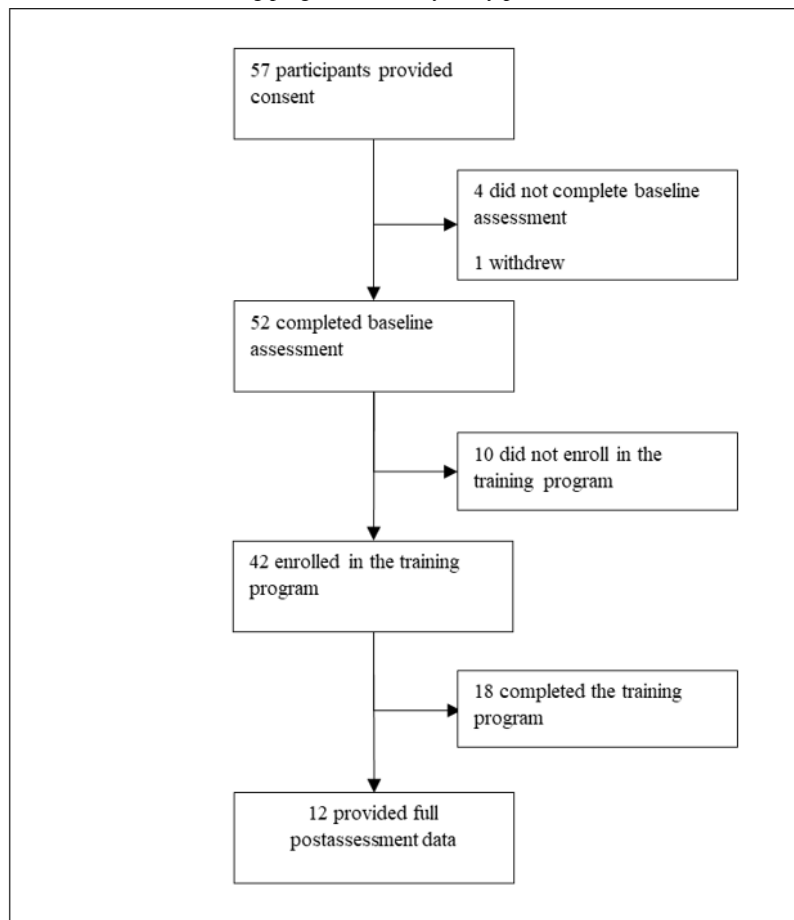 57 participants provided
consent
4 did not complete baseline
assessment
1 withdrew
52 completed baseline
assessment
10 did not enroll in the
training program
42 enrolled in the training
program
18 completed the training
program
12 provided full
postassessment data